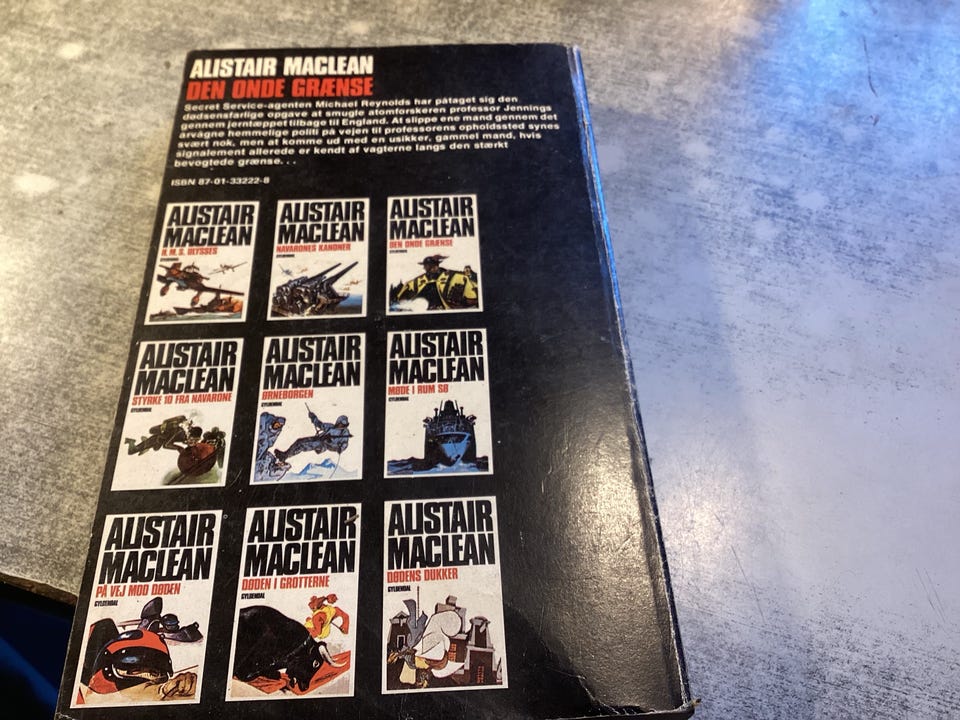 ALISTAIR MACLEAN
DEN ONDE GRÆNSE
Secret Service-agenten Michael Reynolds har påtaget sig den
dødsensfarlige opgave at smugle atomforskeren professor Jennings
gennem jerntæppet tilbage til England. At slippe ene mand gennem det
årvågne hemmelige politi på vejen til professorens opholdssted synes
svært nok, men at komme ud med en usikker, gammel mand, hvis
signalement allerede er kendt af vagterne langs den stærkt
bevogtede grænse...
ISBN 87-01-33222-8
ALISTAIR
MACLEAN
H.M.S. ULYSSES
GYLDENDAL
ALISTAIR
MACLEAN
NAVARONES KANONER
GYLDENDAL
ALISTAIR
MACLEAN
DEN ONDE GRÆNSE
GYLDENDAL
ALISTAIR
MACLEAN
STYRKE 10 FRA NAVARONE
GYLDENDAL
ALISTAIR
MACLEAN
ØRNEBORGEN
GYLDENDAL
ALISTAIR
MACLEAN
MØDE I RUM SØ
GYLDENDAL
ALISTAIR
MACLEAN
PÅ VEJ MOD DØDEN
GYLDENDAL
ALISTAIR
MACLEAN
DØDEN I GROTTERNE
GYLDENDAL
ALISTAIR
MACLEAN
DØDENS DUKKER
GYLDENDAL